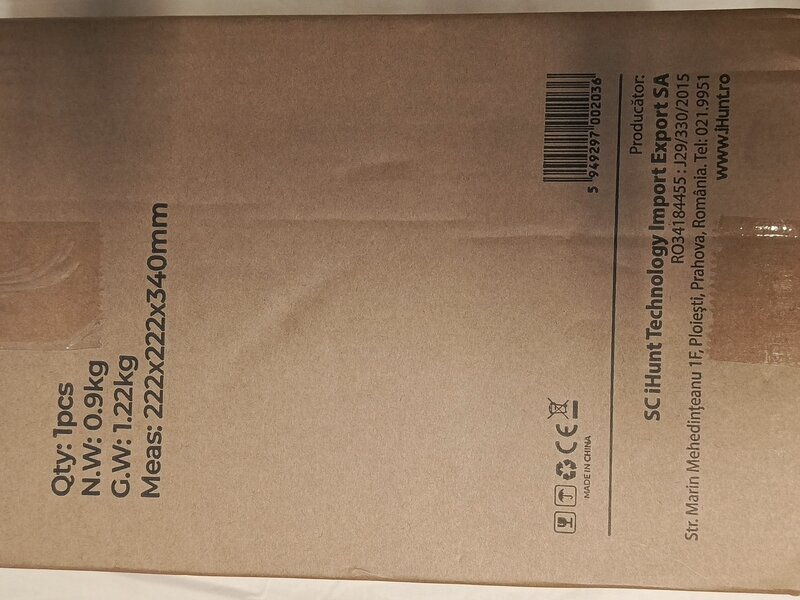 Qty: 1pcs
N.W: 0.9kg
G.W: 1.22kg
Meas: 222x222x340mm
5 949297 002036
CE
MADE IN CHINA
Producător:
SC iHunt Technology Import Export SA
RO34184455 : J29/330/2015
Str. Marin Mehedințeanu 1F, Ploiești, Prahova, România. Tel: 021.9951
www.iHunt.ro